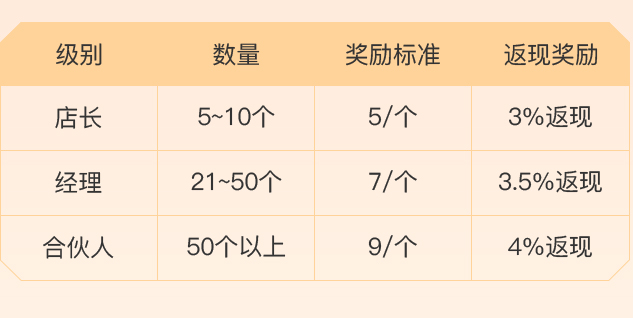 级别 数量 奖励标准 返现奖励
店长 5~10个 5/个 3%返现
经理 21~50个 7/个 3.5%返现
合伙人 50个以上 9/个 4%返现